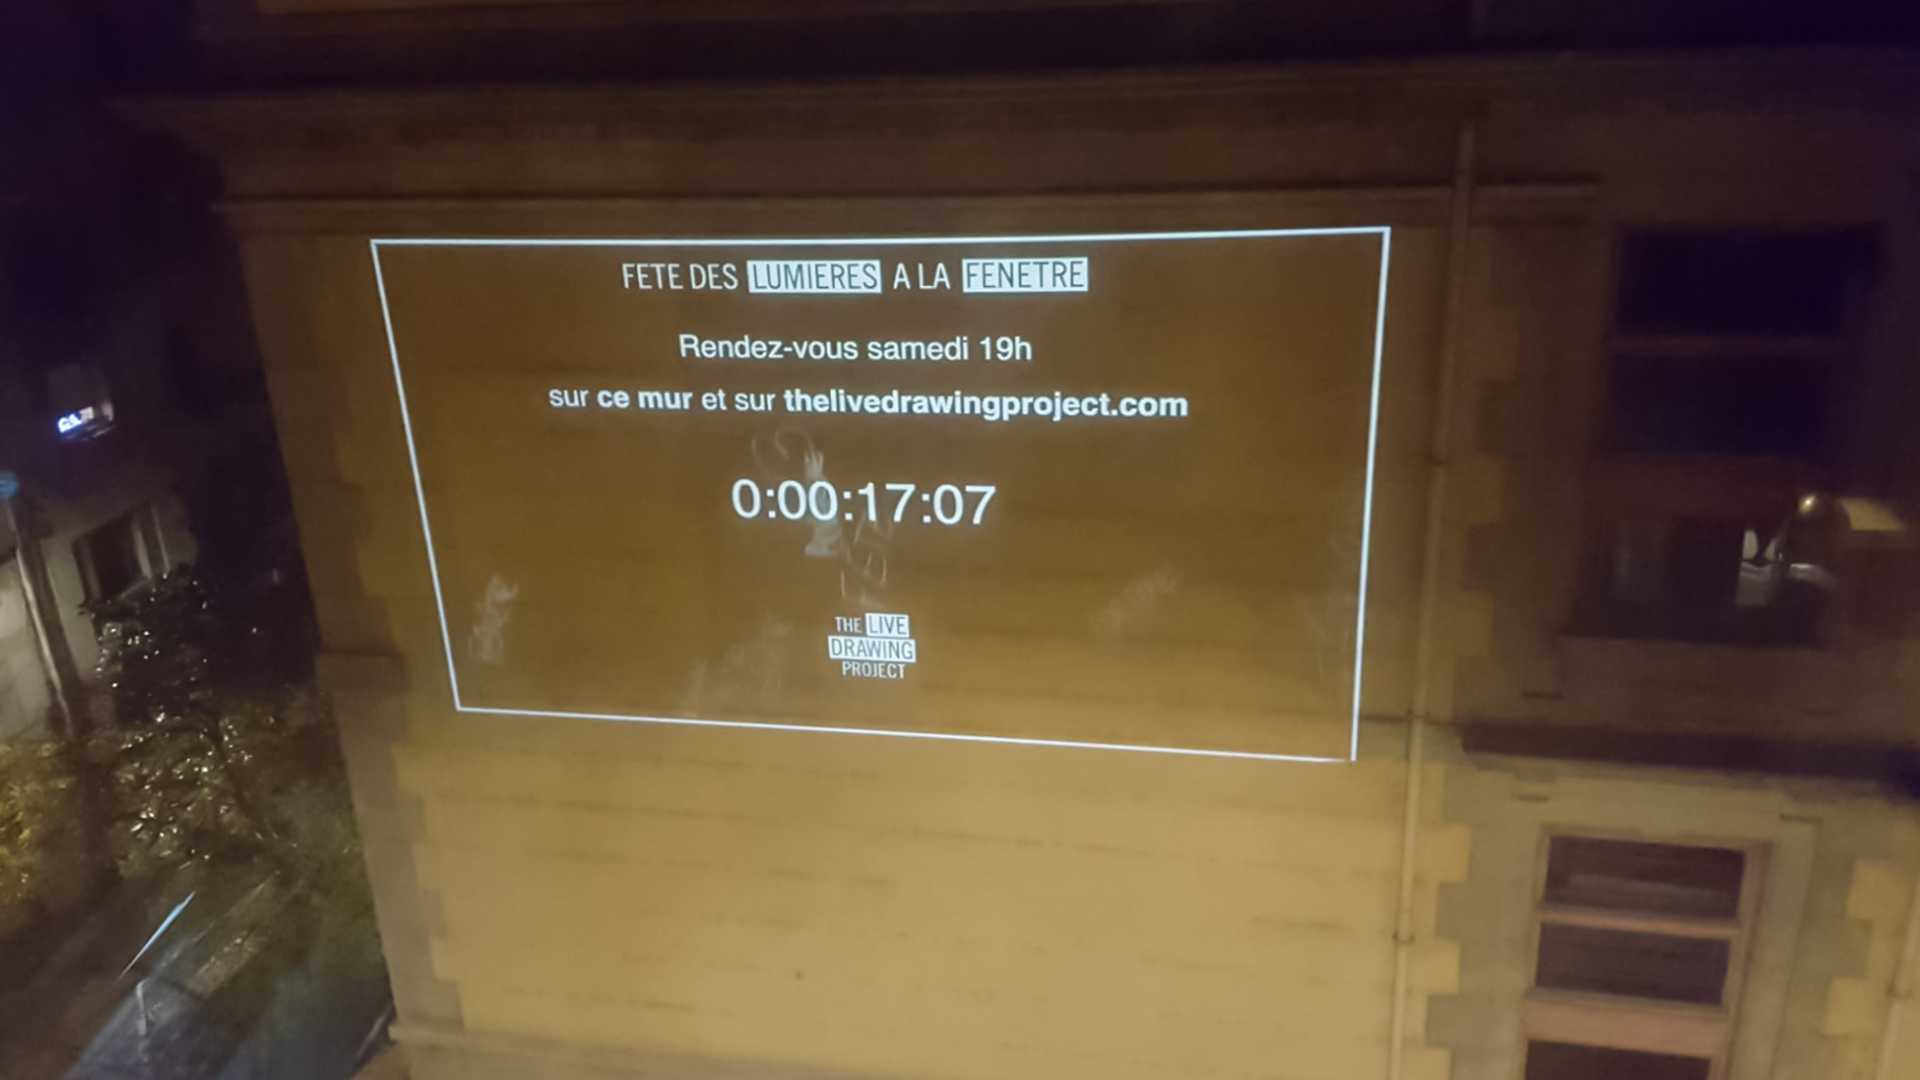 FETE DES LUMIERES A LA FENETRE
Rendez-vous samedi 19h
sur ce mur et sur thelivedrawingproject.com
0:00:17:07
THE LIVE
DRAWING
PROJECT